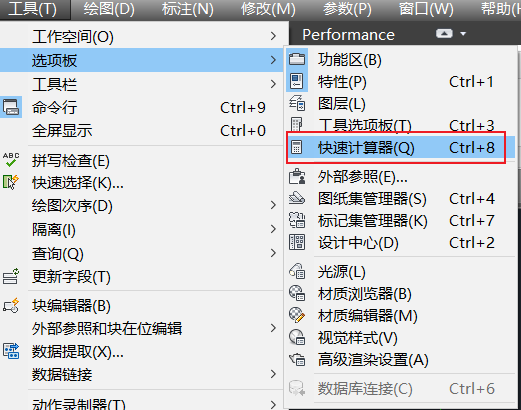 工具(T) 绘图(D) 标注(N) 修改(M) 参数(P) 窗口(W) 帮助(H
Performance
工作空间(O)
选项板
工具栏
命令行 Ctrl+9
全屏显示 Ctrl+0
ABC
拼写检查(E)
快速选择(K)...
绘图次序(D)
隔离(I)
查询(Q)
更新字段(T)
块编辑器(B)
外部参照和块在位编辑
数据提取(X)...
数据链接
动作录制器(T)
功能区(B)
特性(P) Ctrl+1
图层(L)
工具选项板(T) Ctrl+3
快速计算器(Q) Ctrl+8
外部参照(E)...
图纸集管理器(S) Ctrl+4
标记集管理器(K) Ctrl+7
设计中心(D) Ctrl+2
光源(L)
材质浏览器(B)
材质编辑器(M)
视觉样式(V)
高级渲染设置(A)
数据库连接(C) Ctrl+6